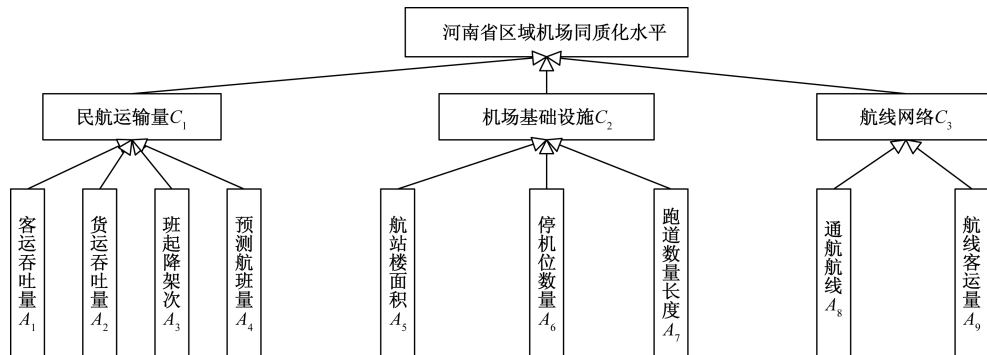 河南省区域机场同质化水平
民航运输量C₁
机场基础设施C₂
航线网络C₃
客运吞吐量A₁
货运吞吐量A₂
班起降架次A₃
预测航班量A₄
航站楼面积A₅
停机位数量A₆
跑道数量长度A₇
通航航线A₈
航线客运量A₉